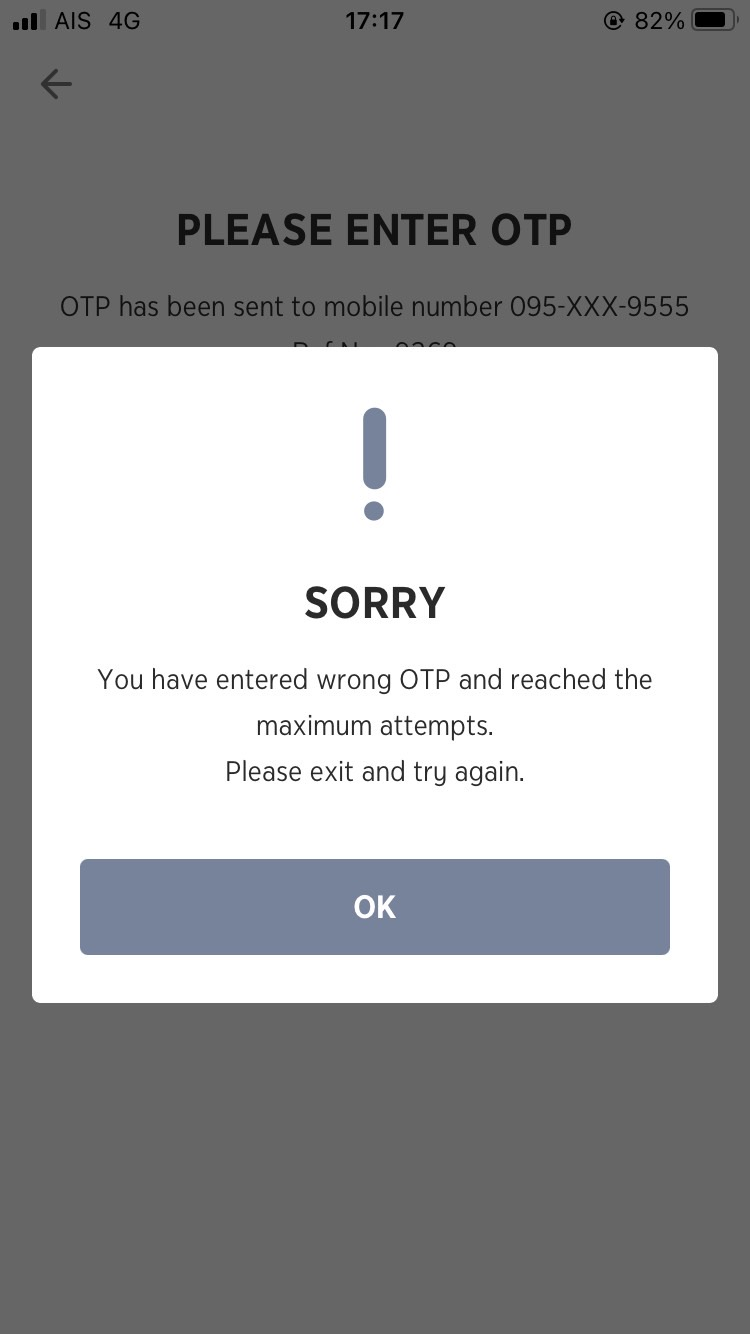 AIS 4G 17:17 82%
PLEASE ENTER OTP
OTP has been sent to mobile number 095-XXX-9555
SORRY
You have entered wrong OTP and reached the
maximum attempts.
Please exit and try again.
OK